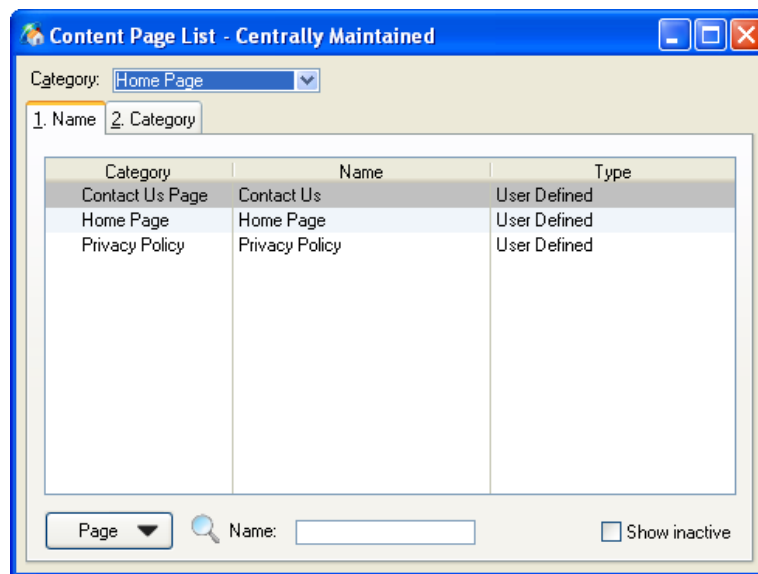 Content Page List - Centrally Maintained
Category: Home Page
1. Name 2. Category
Category Name Type
Contact Us Page Contact Us User Defined
Home Page Home Page User Defined
Privacy Policy Privacy Policy User Defined
Page Name: Show inactive